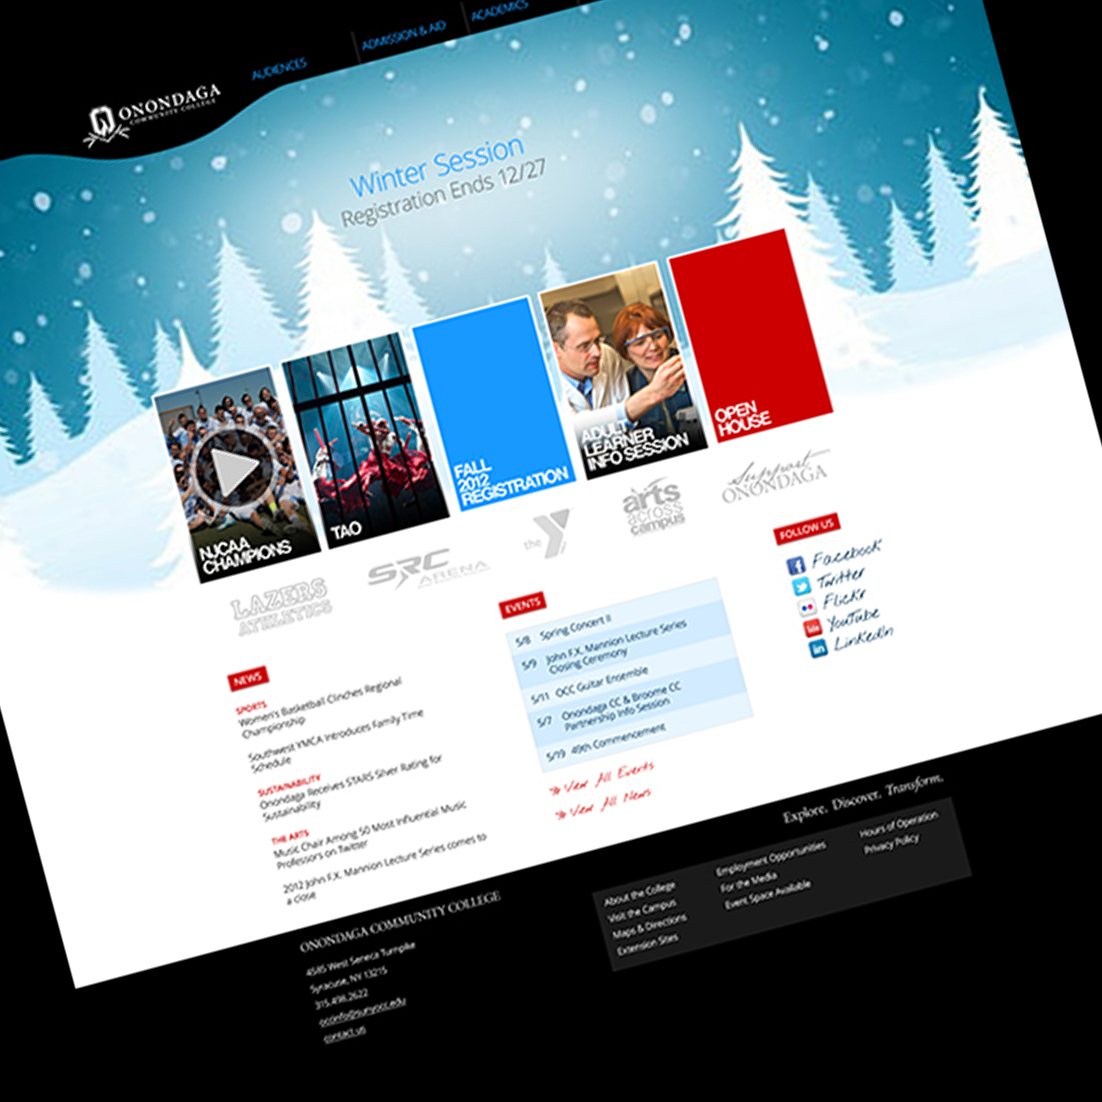 AUDIENCES
ADMISSION & AID
ACADEMICS
ONONDAGA
COMMUNITY COLLEGE
Winter Session
Registration Ends 12/27
NJCAA
CHAMPIONS
TAO
FALL
2012
REGISTRATION
ADULT
LEARNER
INFO SESSION
OPEN
HOUSE
LAZERS
ATHLETICS
SRC
ARENA
the Y
arts
across
campus
Support
ONONDAGA
NEWS
SPORTS
Women's Basketball Clinches Regional
Championship
Southwest YMCA Introduces Family Time
Schedule
SUSTAINABILITY
Onondaga Receives STARS Silver Rating for
Sustainability
THE ARTS
Music Chair Among 50 Most Influential Music
Professors on Twitter
2012 John F.X. Mannion Lecture Series comes to
a close
EVENTS
5/8 Spring Concert II
5/9 John F.X. Mannion Lecture Series
Closing Ceremony
5/11 OCC Guitar Ensemble
5/7 Onondaga CC & Broome CC
Partnership Info Session
5/19 49th Commencement
» View All Events
» View All News
FOLLOW US
Facebook
Twitter
Flickr
YouTube
LinkedIn
Explore. Discover. Transform.
ONONDAGA COMMUNITY COLLEGE
4585 West Seneca Turnpike
Syracuse, NY 13215
315.498.2622
occinfo@sunyocc.edu
contact us
About the College
Visit the Campus
Maps & Directions
Extension Sites
Employment Opportunities
For the Media
Event Space Available
Hours of Operation
Privacy Policy